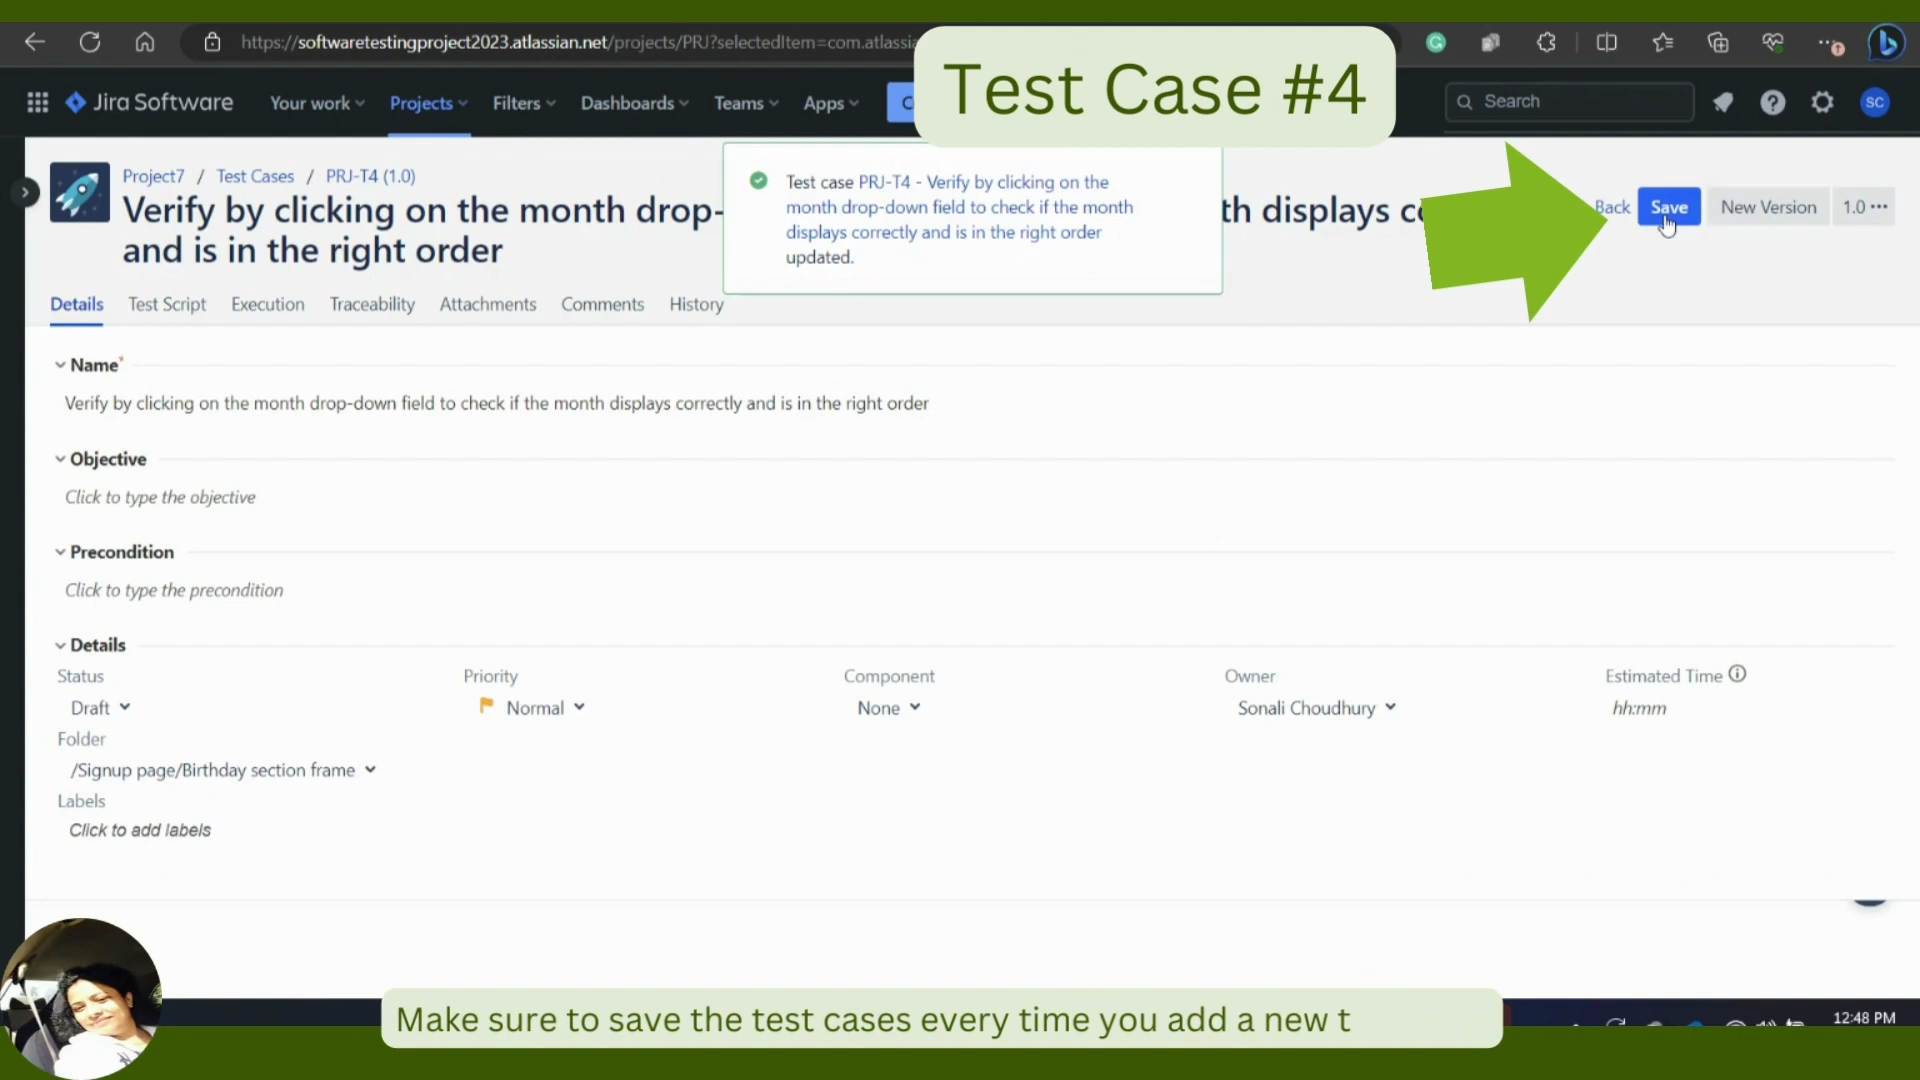 https://softwaretestingproject2023.atlassian.net/projects/PRJ?selectedItem=com.atlassia
Test Case #4
Jira Software
Your work
Projects
Filters
Dashboards
Teams
Apps
C
Search
SC
Project7 / Test Cases / PRJ-T4 (1.0)
Verify by clicking on the month drop-
th displays co
and is in the right order
Test case PRJ-T4 - Verify by clicking on the
month drop-down field to check if the month
displays correctly and is in the right order
updated.
Back
Save
New Version
1.0
Details
Test Script
Execution
Traceability
Attachments
Comments
History
Name*
Verify by clicking on the month drop-down field to check if the month displays correctly and is in the right order
Objective
Click to type the objective
Precondition
Click to type the precondition
Details
Status
Priority
Component
Owner
Estimated Time
Draft
Normal
None
Sonali Choudhury
hh:mm
Folder
/Signup page/Birthday section frame
Labels
Click to add labels
Make sure to save the test cases every time you add a new t
12:48 PM